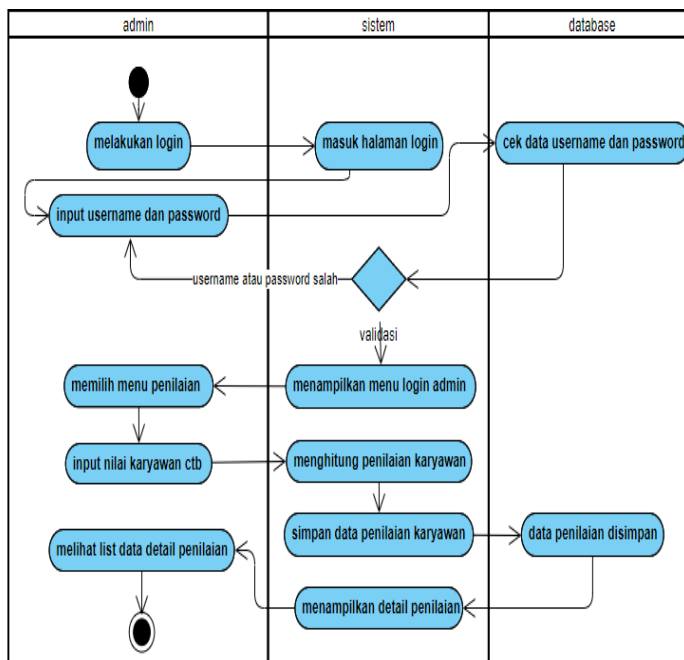 admin
sistem
database
melakukan login
masuk halaman login
cek data username dan password
input username dan password
username atau password salah
validasi
memilih menu penilaian
menampilkan menu login admin
input nilai karyawan ctb
menghitung penilaian karyawan
melihat list data detail penilaian
simpan data penilaian karyawan
data penilaian disimpan
menampilkan detail penilaian